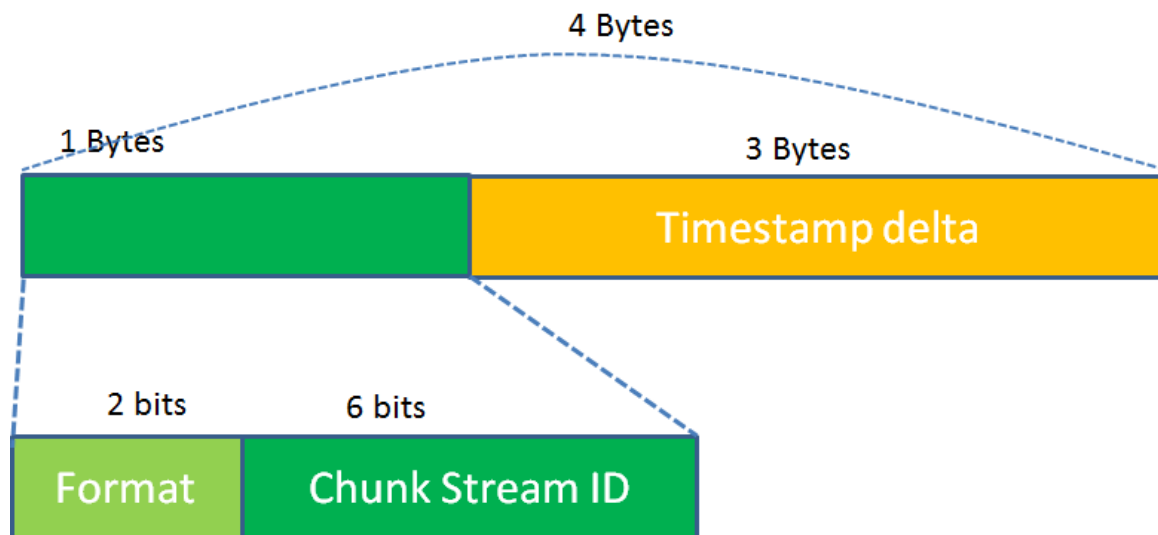 4 Bytes
1 Bytes
3 Bytes
Timestamp delta
2 bits
6 bits
Format
Chunk Stream ID